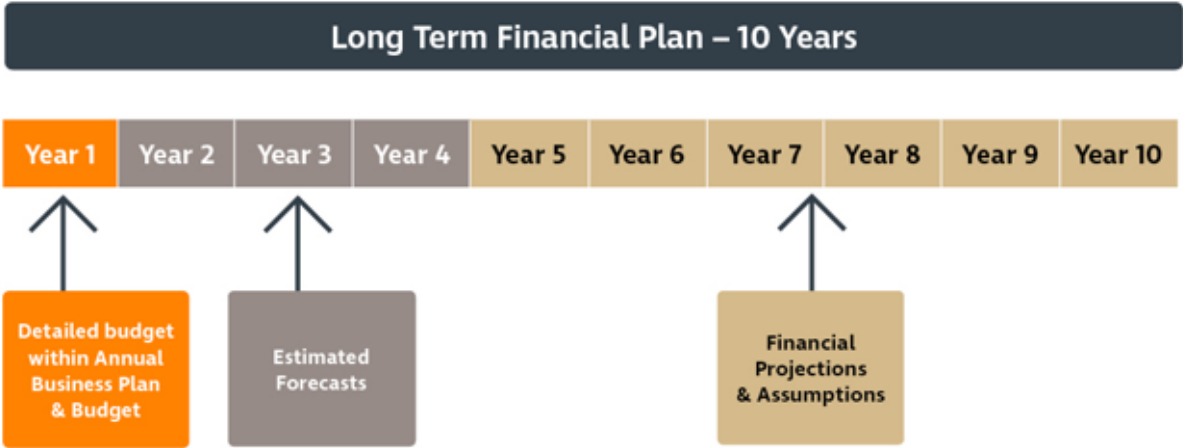 Long Term Financial Plan – 10 Years
Year 1
Year 2
Year 3
Year 4
Year 5
Year 6
Year 7
Year 8
Year 9
Year 10
Detailed budget
within Annual
Business Plan
& Budget
Estimated
Forecasts
Financial
Projections
& Assumptions